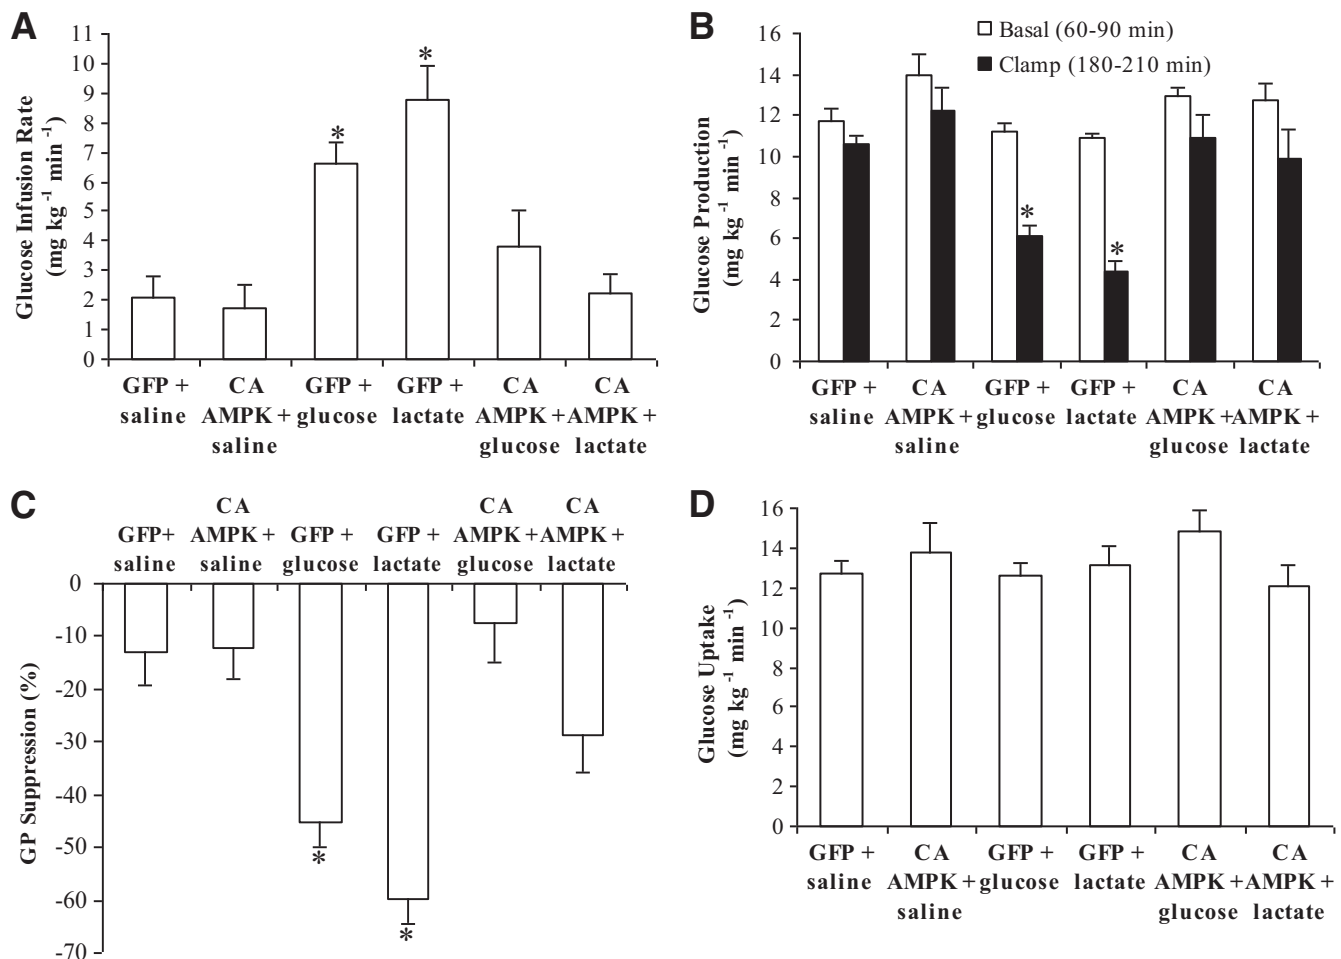 A
Glucose Infusion Rate
(mg kg -1 min -1)
11
10
9
8
7
6
5
4
3
2
1
0
*
*
GFP + CA GFP + GFP + CA CA
saline AMPK + glucose lactate AMPK + AMPK +
saline glucose lactate
B
Glucose Production
(mg kg -1 min -1)
Basal (60-90 min)
Clamp (180-210 min)
16
14
12
10
8
6
4
2
0
*
*
GFP + CA GFP + GFP + CA CA
saline AMPK + glucose lactate AMPK + AMPK +
saline glucose lactate
C
CA CA CA
GFP+ AMPK + GFP + GFP + AMPK + AMPK +
saline saline glucose lactate glucose lactate
GP Suppression (%)
0
-10
-20
-30
-40
-50
-60
-70
*
*
D
Glucose Uptake
(mg kg -1 min -1)
16
14
12
10
8
6
4
2
0
GFP + CA GFP + GFP + CA CA
saline AMPK + glucose lactate AMPK + AMPK +
saline glucose lactate